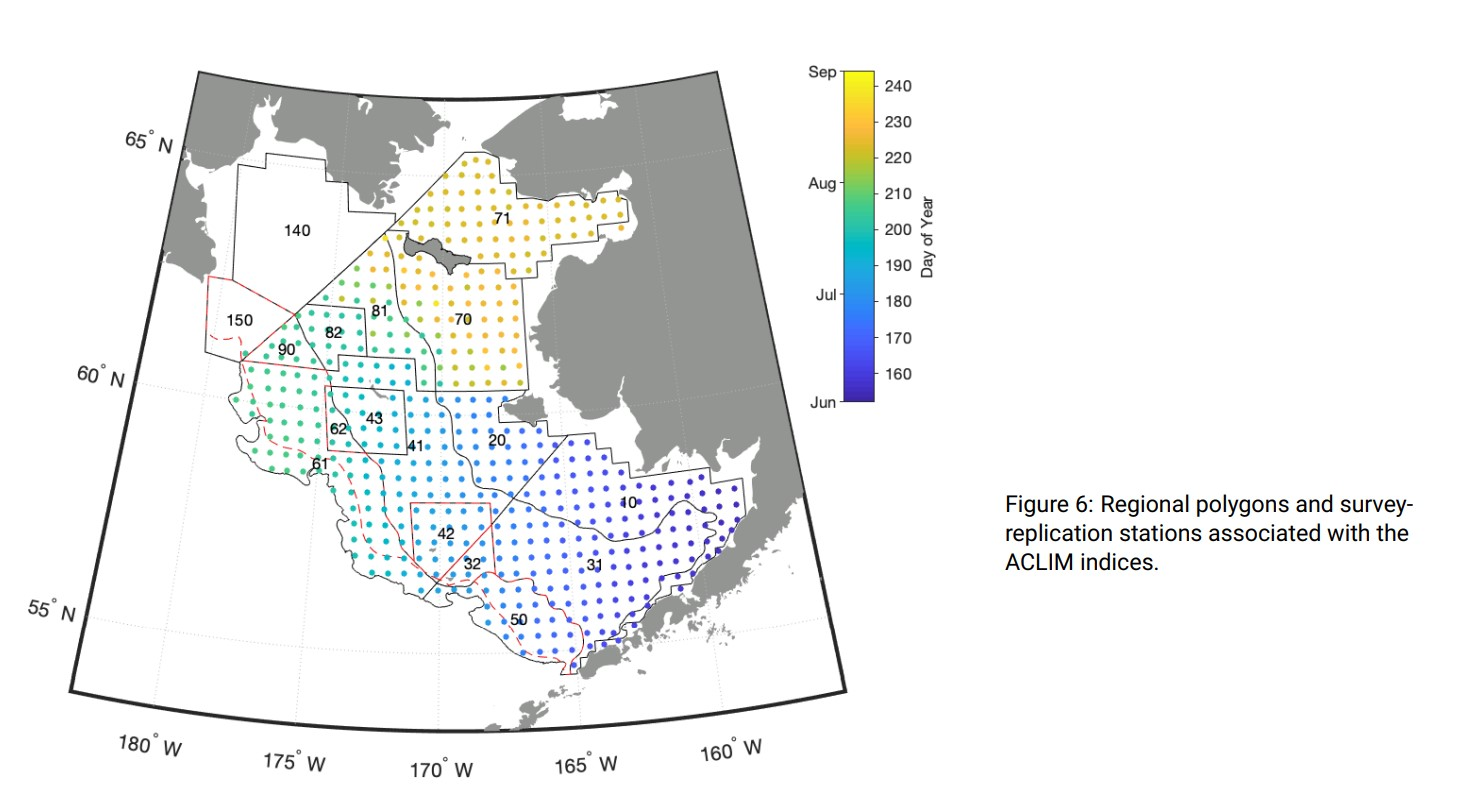 Sep
240
230
220
Aug
210
200
190
Jul
180
170
160
Jun
Day of Year
65° N
60° N
55° N
140
71
150
81
70
82
90
43
62
41
20
61
10
42
32
31
50
180° W
175° W
170° W
165° W
160° W
Figure 6: Regional polygons and survey-
replication stations associated with the
ACLIM indices.